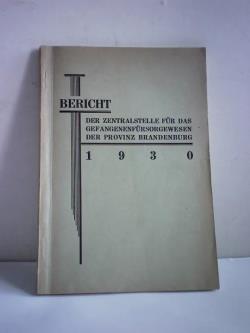 BERICHT
DER ZENTRALSTELLE FÜR DAS
GEFANGENENFÜRSORGEWESEN
DER PROVINZ BRANDENBURG
1930